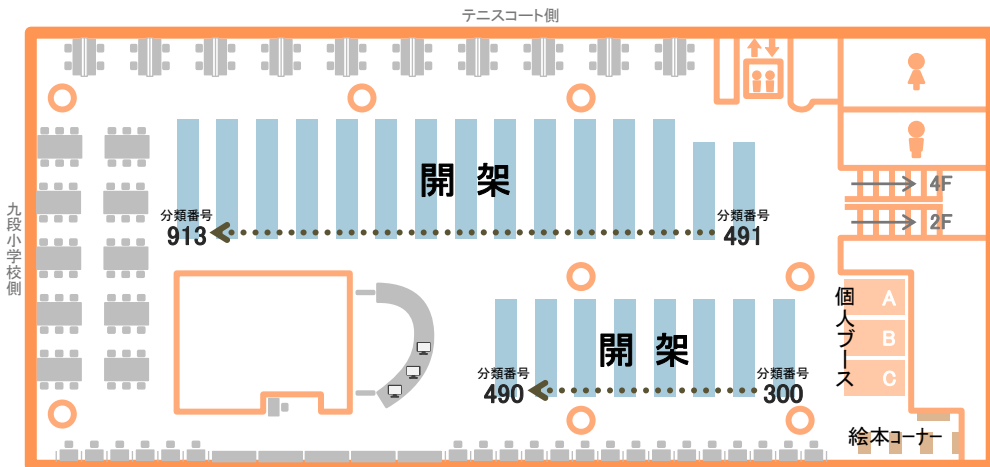 テニスコート側
九段小学校側
開 架
分類番号
913
分類番号
491
4F
2F
開 架
分類番号
490
分類番号
300
個人ブース
A
B
C
絵本コーナー